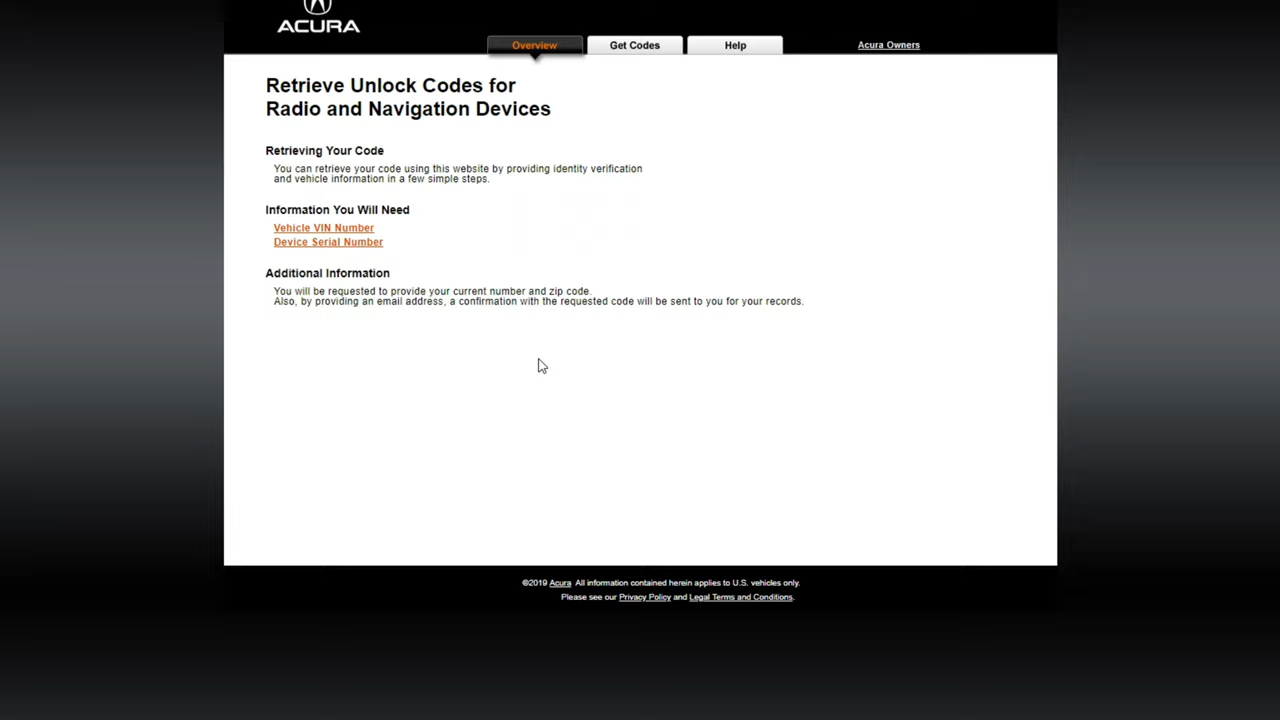 ACURA
Overview
Get Codes
Help
Acura Owners
Retrieve Unlock Codes for
Radio and Navigation Devices
Retrieving Your Code
You can retrieve your code using this website by providing identity verification
and vehicle information in a few simple steps.
Information You Will Need
Vehicle VIN Number
Device Serial Number
Additional Information
You will be requested to provide your current number and zip code.
Also, by providing an email address, a confirmation with the requested code will be sent to you for your records.
©2019 Acura All information contained herein applies to U.S. vehicles only.
Please see our Privacy Policy and Legal Terms and Conditions.